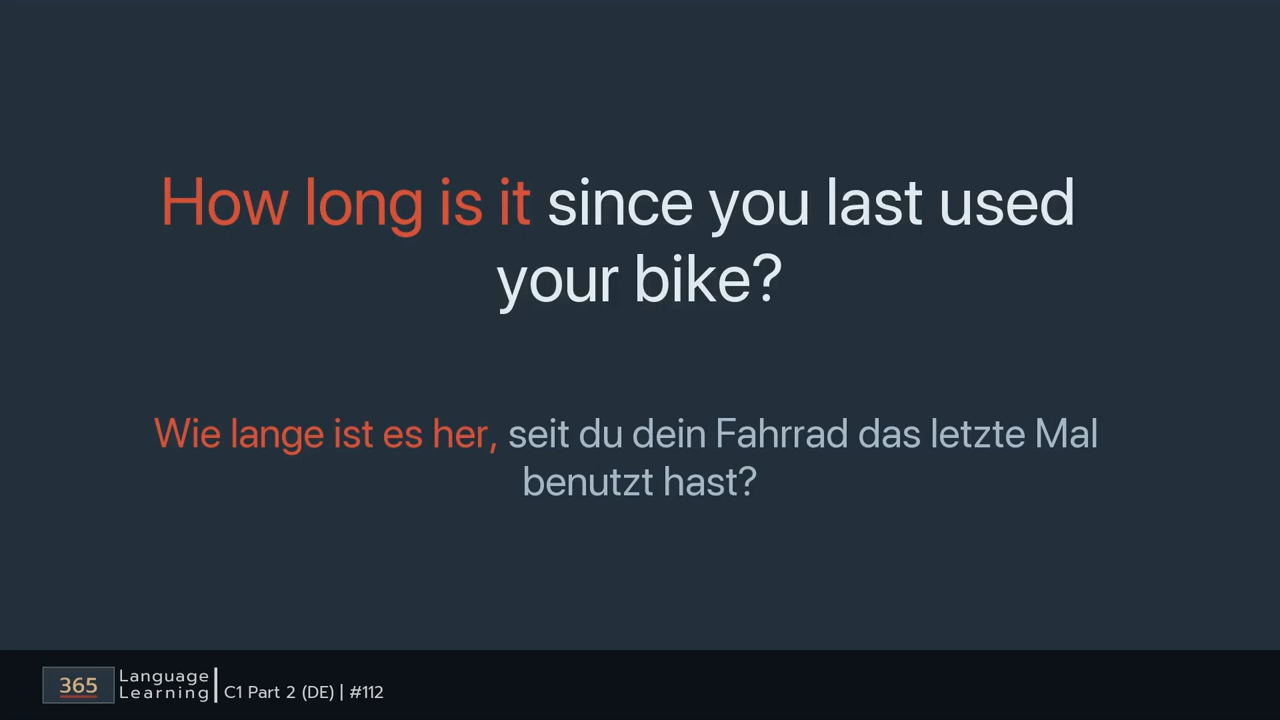 How long is it since you last used
your bike?
Wie lange ist es her, seit du dein Fahrrad das letzte Mal
benutzt hast?
365 Language
Learning
C1 Part 2 (DE) | #112